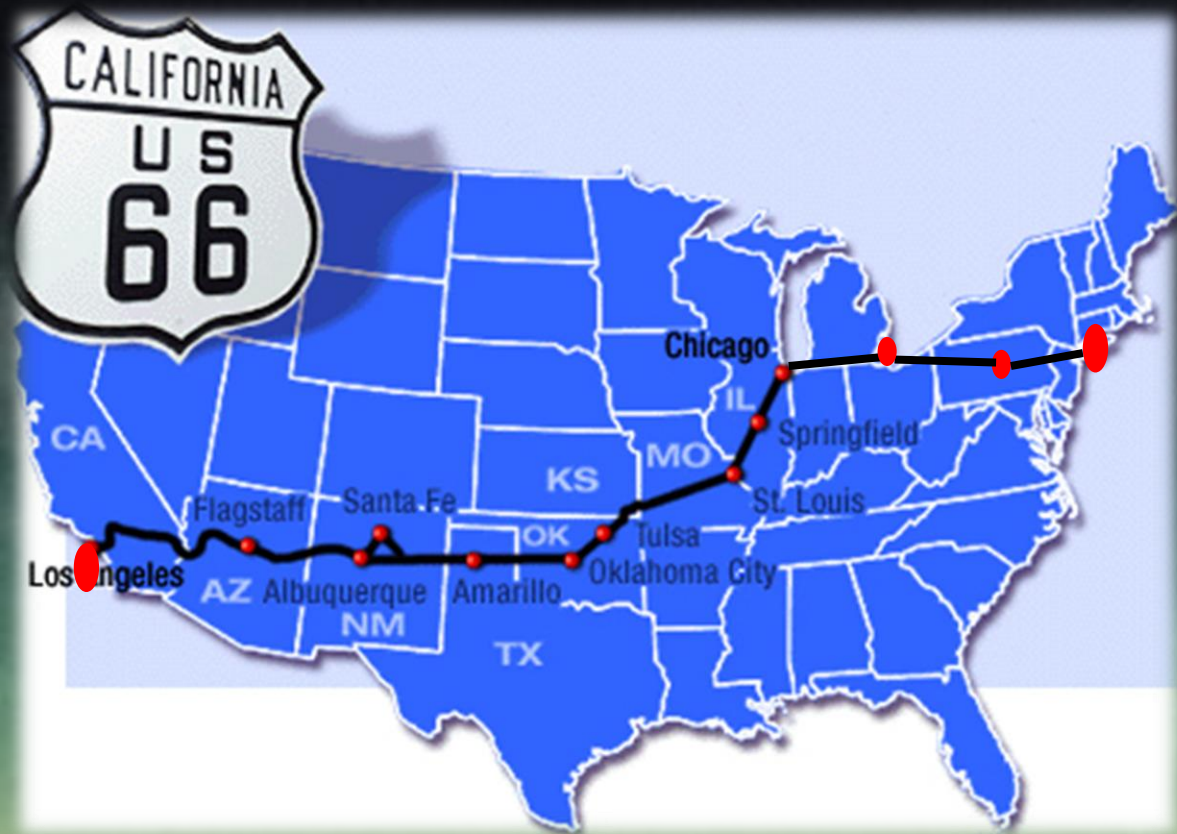 CALIFORNIA
US
66
Chicago
IL
Springfield
CA
MO
KS
St. Louis
Flagstaff
Santa Fe
OK
Tulsa
Los ngeles
Oklahoma City
AZ
Albuquerque
Amarillo
NM
TX